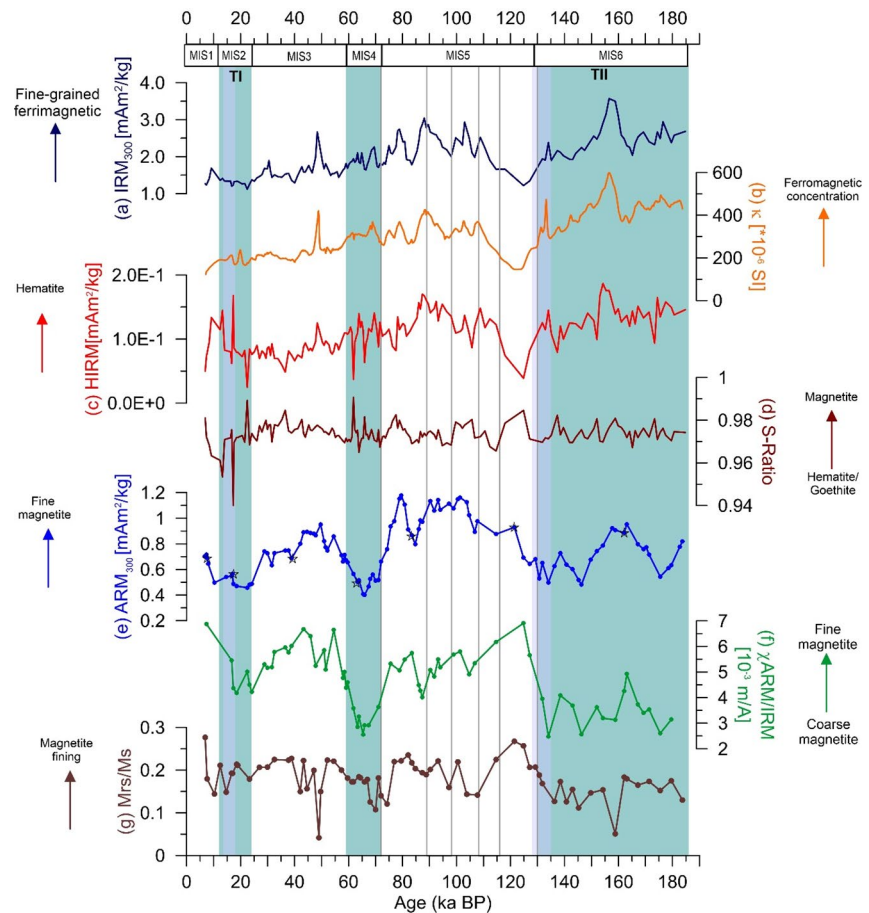 0 20 40 60 80 100 120 140 160 180
MIS1 MIS2 MIS3 MIS4 MIS5 MIS6
TI TII
Fine-grained
ferrimagnetic
(a) IRM₃₀₀ [mAm²/kg]
4.0
3.0
2.0
1.0
Ferromagnetic
concentration
(b) κ [*10⁻⁶ SI]
600
400
200
0
Hematite
(c) HIRM[mAm²/kg]
2.0E-1
1.0E-1
0.0E+0
Magnetite
Hematite/
Goethite
(d) S-Ratio
1
0.98
0.96
0.94
Fine
magnetite
(e) ARM₃₀₀ [mAm²/kg]
1.2
1
0.8
0.6
0.4
0.2
Fine
magnetite
Coarse
magnetite
(f) χARM/IRM
[10⁻³ m/A]
7
6
5
4
3
2
Magnetite
fining
(g) Mrs/Ms
0.3
0.2
0.1
0
0 20 40 60 80 100 120 140 160 180
Age (ka BP)